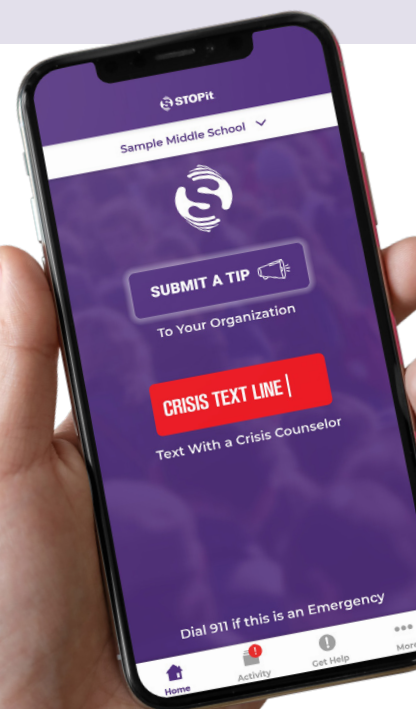 STOPit
Sample Middle School
S
SUBMIT A TIP
To Your Organization
CRISIS TEXT LINE |
Text With a Crisis Counselor
Dial 911 if this is an Emergency
Home
Activity
Get Help
More